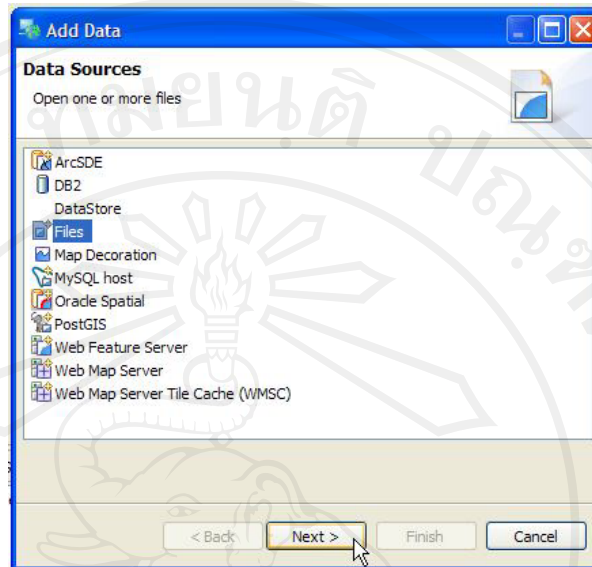 Add Data
Data Sources
Open one or more files
ArcSDE
DB2
DataStore
Files
Map Decoration
MySQL host
Oracle Spatial
PostGIS
Web Feature Server
Web Map Server
Web Map Server Tile Cache (WMSC)
< Back Next > Finish Cancel